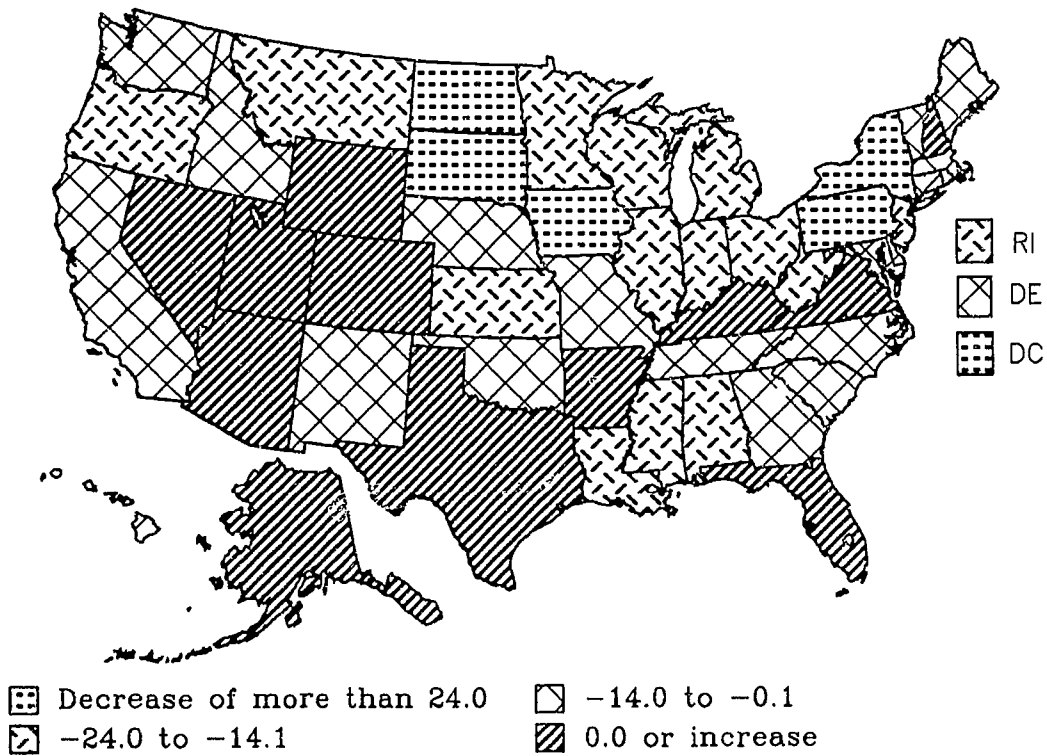 RI
DE
DC
Decrease of more than 24.0
-14.0 to -0.1
-24.0 to -14.1
0.0 or increase